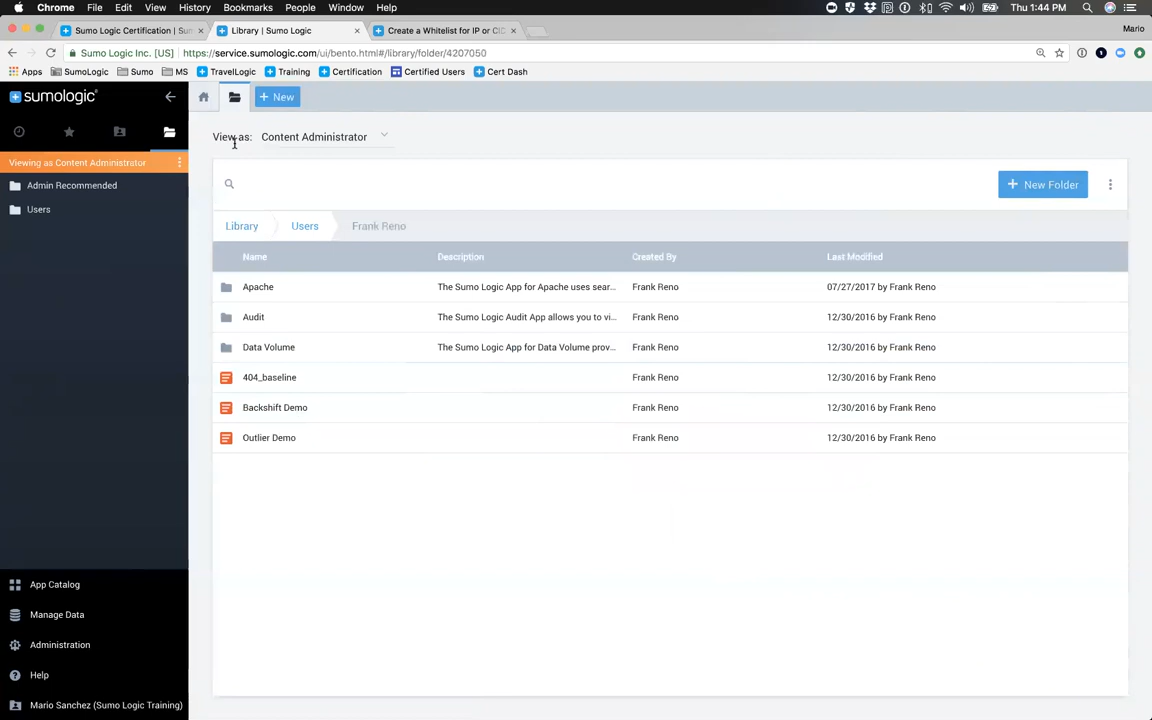 Chrome File Edit View History Bookmarks People Window Help Thu 1:44 PM
Sumo Logic Certification | Sum Library | Sumo Logic Create a Whitelist for IP or CID Mario
Sumo Logic Inc. [US] https://service.sumologic.com/ui/bento.html#/library/folder/4207050
Apps SumoLogic Sumo MS TravelLogic Training Certification Certified Users Cert Dash
sumologic + New
View as: Content Administrator
Viewing as Content Administrator
Admin Recommended
Users
+ New Folder
Library Users Frank Reno
Name Description Created By Last Modified
Apache The Sumo Logic App for Apache uses sear... Frank Reno 07/27/2017 by Frank Reno
Audit The Sumo Logic Audit App allows you to vi... Frank Reno 12/30/2016 by Frank Reno
Data Volume The Sumo Logic App for Data Volume prov... Frank Reno 12/30/2016 by Frank Reno
404_baseline Frank Reno 12/30/2016 by Frank Reno
Backshift Demo Frank Reno 12/30/2016 by Frank Reno
Outlier Demo Frank Reno 12/30/2016 by Frank Reno
App Catalog
Manage Data
Administration
Help
Mario Sanchez (Sumo Logic Training)